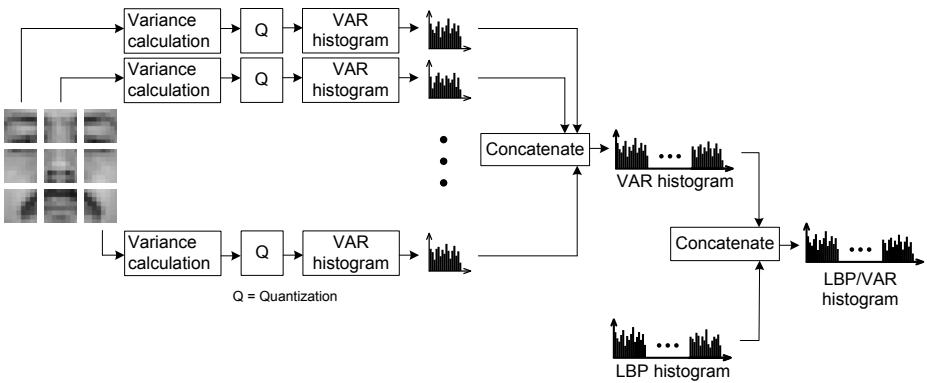 Variance
calculation
Q
VAR
histogram
Variance
calculation
Q
VAR
histogram
Concatenate
VAR histogram
Variance
calculation
Q
VAR
histogram
Q = Quantization
Concatenate
LBP/VAR
histogram
LBP histogram